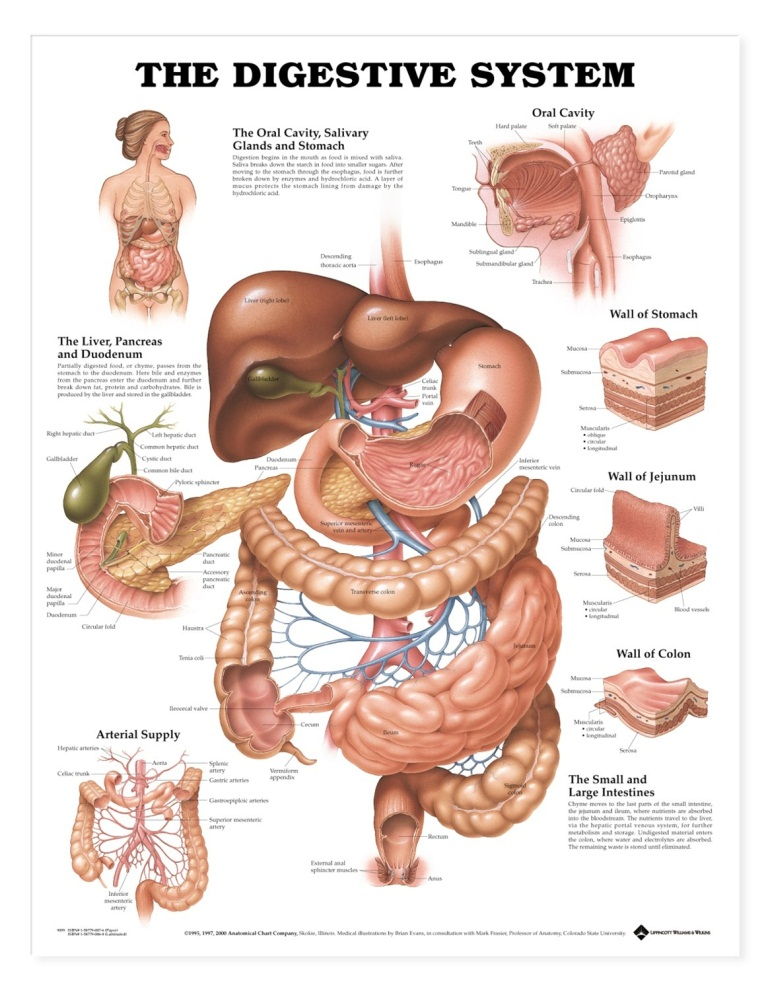 THE DIGESTIVE SYSTEM
The Oral Cavity, Salivary
Glands and Stomach
Digestion begins in the mouth as food is mixed with saliva.
Saliva breaks down the starch in food into smaller sugars. After
moving to the stomach through the esophagus, food is further
broken down by enzymes and hydrochloric acid. A layer of
mucus protects the stomach lining from damage by the
hydrochloric acid.
Oral Cavity
Hard palate
Soft palate
Teeth
Parotid gland
Tongue
Oropharynx
Mandible
Epiglottis
Sublingual gland
Submandibular gland
Esophagus
Trachea
Descending
thoracic aorta
Esophagus
Liver (right lobe)
Liver (left lobe)
Stomach
Gallbladder
Celiac
trunk
Portal
vein
Duodenum
Pancreas
Rugae
Inferior
mesenteric vein
Superior mesenteric
vein and artery
Descending
colon
Transverse colon
Ascending
colon
Haustra
Tenia coli
Jejunum
Ileocecal valve
Cecum
Ileum
Vermiform
appendix
Sigmoid
colon
Rectum
External anal
sphincter muscles
Anus
The Liver, Pancreas
and Duodenum
Partially digested food, or chyme, passes from the
stomach to the duodenum. Here bile and enzymes
from the pancreas enter the duodenum and further
break down fat, protein and carbohydrates. Bile is
produced by the liver and stored in the gallbladder.
Right hepatic duct
Left hepatic duct
Common hepatic duct
Gallbladder
Cystic duct
Common bile duct
Pyloric sphincter
Minor
duodenal
papilla
Pancreatic
duct
Accessory
pancreatic
duct
Major
duodenal
papilla
Duodenum
Circular fold
Arterial Supply
Hepatic arteries
Aorta
Celiac trunk
Splenic
artery
Gastric arteries
Gastroepiploic arteries
Superior mesenteric
artery
Inferior
mesenteric
artery
Wall of Stomach
Mucosa
Submucosa
Serosa
Muscularis
• oblique
• circular
• longitudinal
Wall of Jejunum
Circular fold
Villi
Mucosa
Submucosa
Serosa
Muscularis
• circular
• longitudinal
Blood vessels
Wall of Colon
Mucosa
Submucosa
Muscularis
• circular
• longitudinal
Serosa
The Small and
Large Intestines
Chyme moves to the last parts of the small intestine,
the jejunum and ileum, where nutrients are absorbed
into the bloodstream. The nutrients travel to the liver,
via the hepatic portal venous system, for further
metabolism and storage. Undigested material enters
the colon, where water and electrolytes are absorbed.
The remaining waste is stored until eliminated.
©1995, 1997, 2000 Anatomical Chart Company, Skokie, Illinois. Medical illustrations by Brian Evans, in consultation with Mark Frasier, Professor of Anatomy, Colorado State University.
LIPPINCOTT WILLIAMS & WILKINS